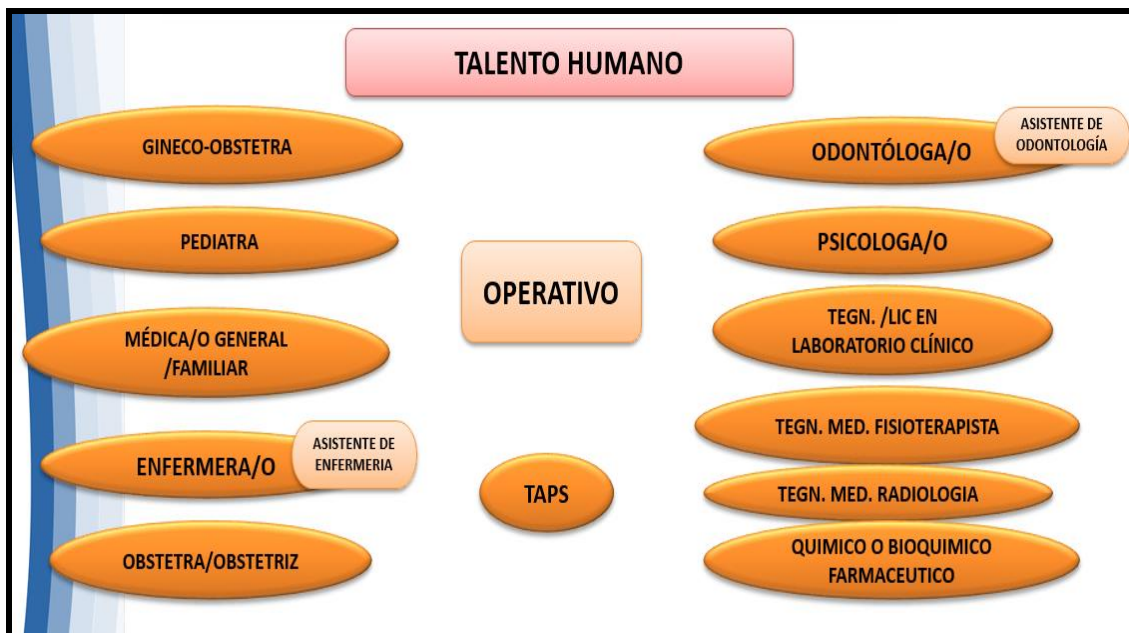 TALENTO HUMANO
GINECO-OBSTETRA
PEDIATRA
MÉDICA/O GENERAL
/FAMILIAR
ENFERMERA/O
ASISTENTE DE
ENFERMERIA
OBSTETRA/OBSTETRIZ
OPERATIVO
TAPS
ODONTÓLOGA/O
ASISTENTE DE
ODONTOLOGÍA
PSICOLOGA/O
TEGN. /LIC EN
LABORATORIO CLÍNICO
TEGN. MED. FISIOTERAPISTA
TEGN. MED. RADIOLOGIA
QUIMICO O BIOQUIMICO
FARMACEUTICO